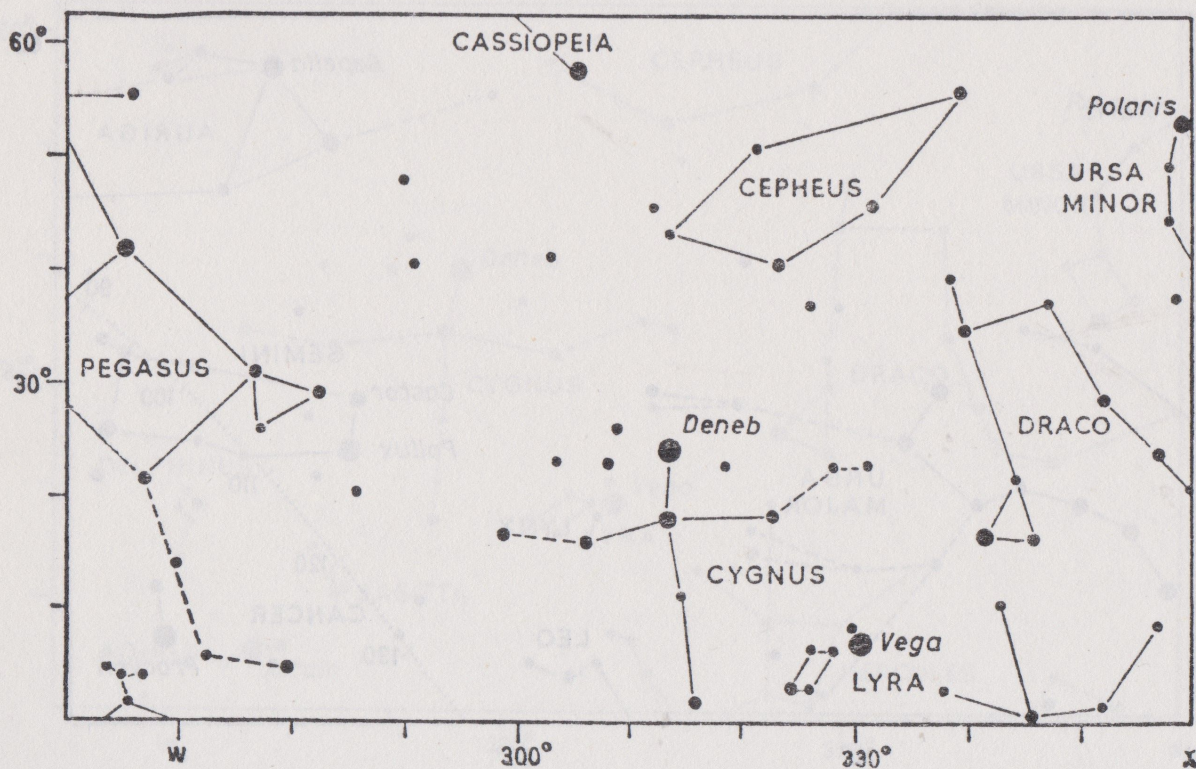 60°
CASSIOPEIA
Polaris
CEPHEUS
URSA
MINOR
PEGASUS
30°
Deneb
DRACO
CYGNUS
Vega
LYRA
W 300° 330°